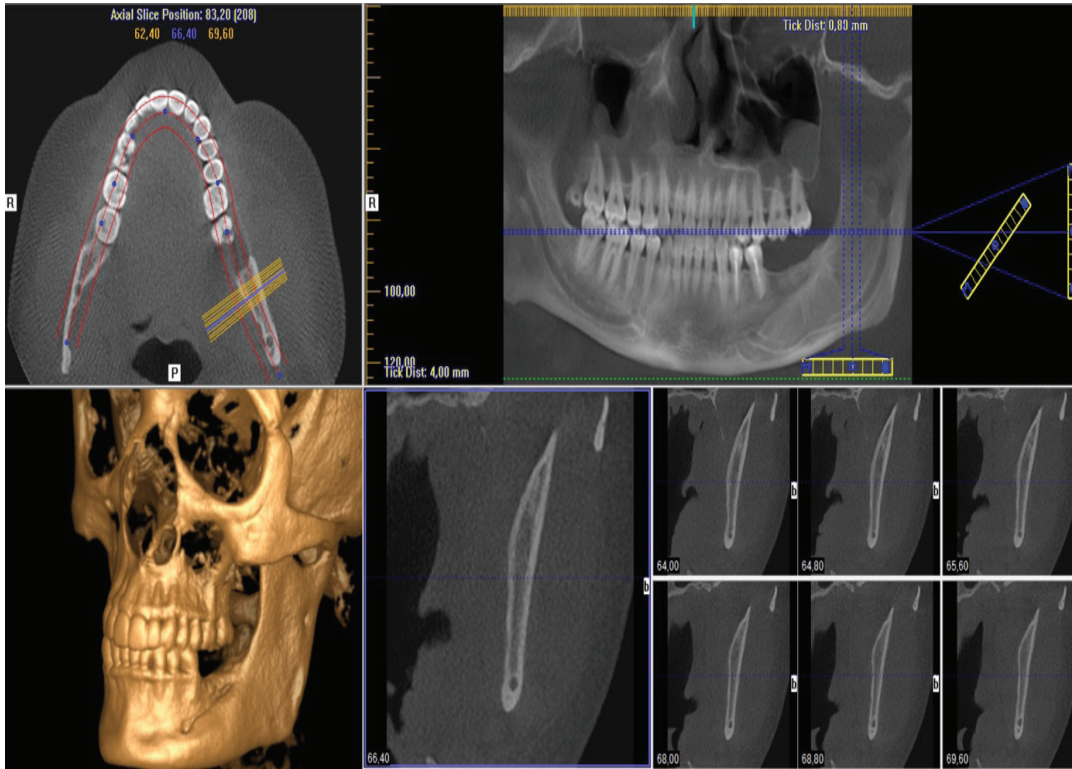 Axial Slice Position: 83,20 (208)
62,40 66,40 69,60
R
P
R
100,00
120,00
Tick Dist: 4,00 mm
Tick Dist: 0,80 mm
66,40
b
64,00
b
64,80
b
65,60
68,00
b
68,80
b
69,60